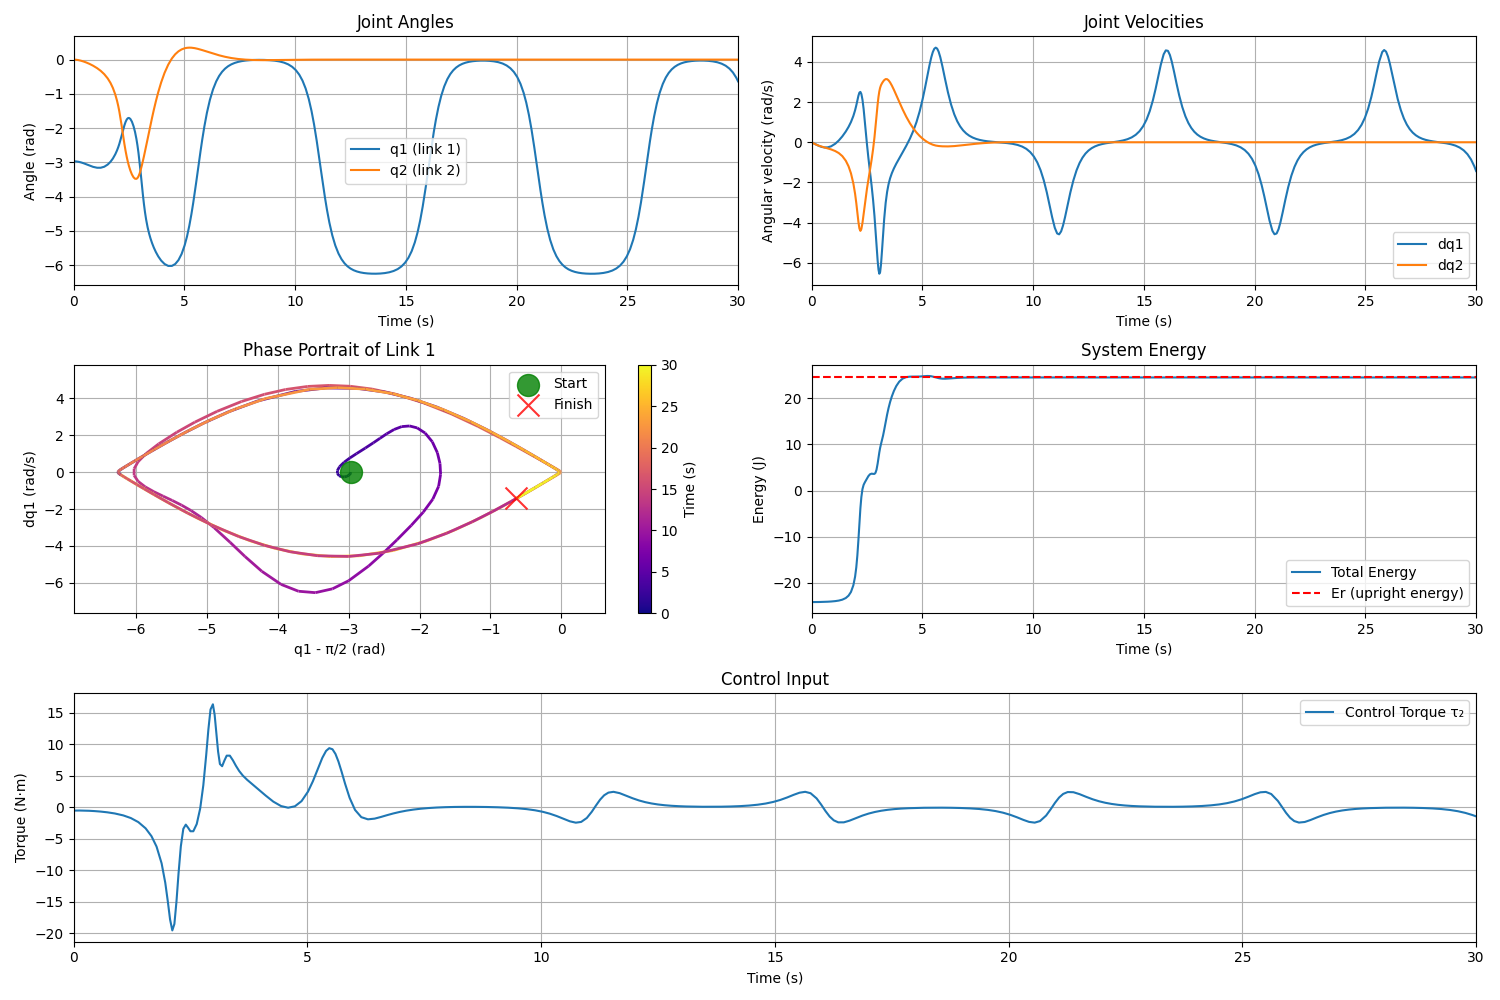 Joint Angles
Angle (rad)
0
−1
−2
−3
−4
−5
−6
q1 (link 1)
q2 (link 2)
0 5 10 15 20 25 30
Time (s)
Joint Velocities
Angular velocity (rad/s)
4
2
0
−2
−4
−6
dq1
dq2
0 5 10 15 20 25 30
Time (s)
Phase Portrait of Link 1
dq1 (rad/s)
4
2
0
−2
−4
−6
Start
Finish
−6 −5 −4 −3 −2 −1 0
q1 - π/2 (rad)
30
25
20
15
10
5
0
Time (s)
System Energy
Energy (J)
20
10
0
−10
−20
Total Energy
Er (upright energy)
0 5 10 15 20 25 30
Time (s)
Control Input
Torque (N·m)
15
10
5
0
−5
−10
−15
−20
Control Torque τ₂
0 5 10 15 20 25 30
Time (s)